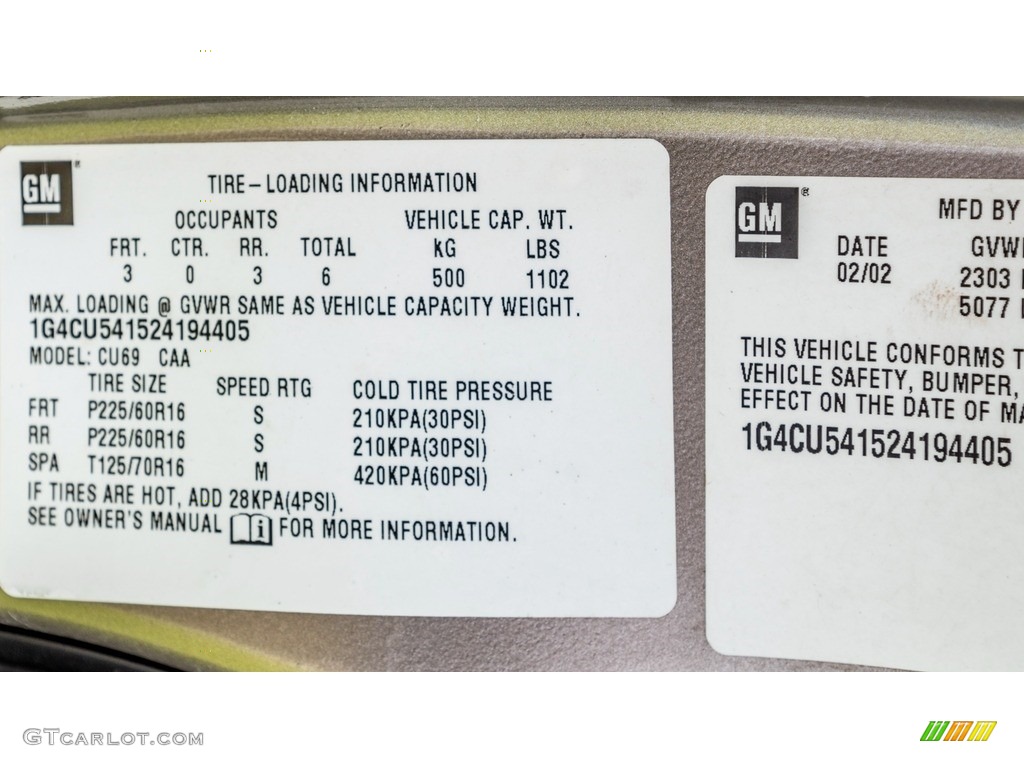 GM
TIRE-LOADING INFORMATION
OCCUPANTS VEHICLE CAP. WT.
FRT. CTR. RR. TOTAL KG LBS
3 0 3 6 500 1102
MAX. LOADING @ GVWR SAME AS VEHICLE CAPACITY WEIGHT.
1G4CU541524194405
MODEL: CU69 CAA
TIRE SIZE SPEED RTG COLD TIRE PRESSURE
FRT P225/60R16 S 210KPA(30PSI)
RR P225/60R16 S 210KPA(30PSI)
SPA T125/70R16 M 420KPA(60PSI)
IF TIRES ARE HOT, ADD 28KPA(4PSI).
SEE OWNER'S MANUAL i FOR MORE INFORMATION.
GM
MFD BY
DATE GVW
02/02 2303
5077
THIS VEHICLE CONFORMS T
VEHICLE SAFETY, BUMPER,
EFFECT ON THE DATE OF MA
1G4CU541524194405
GTCARLOT.COM